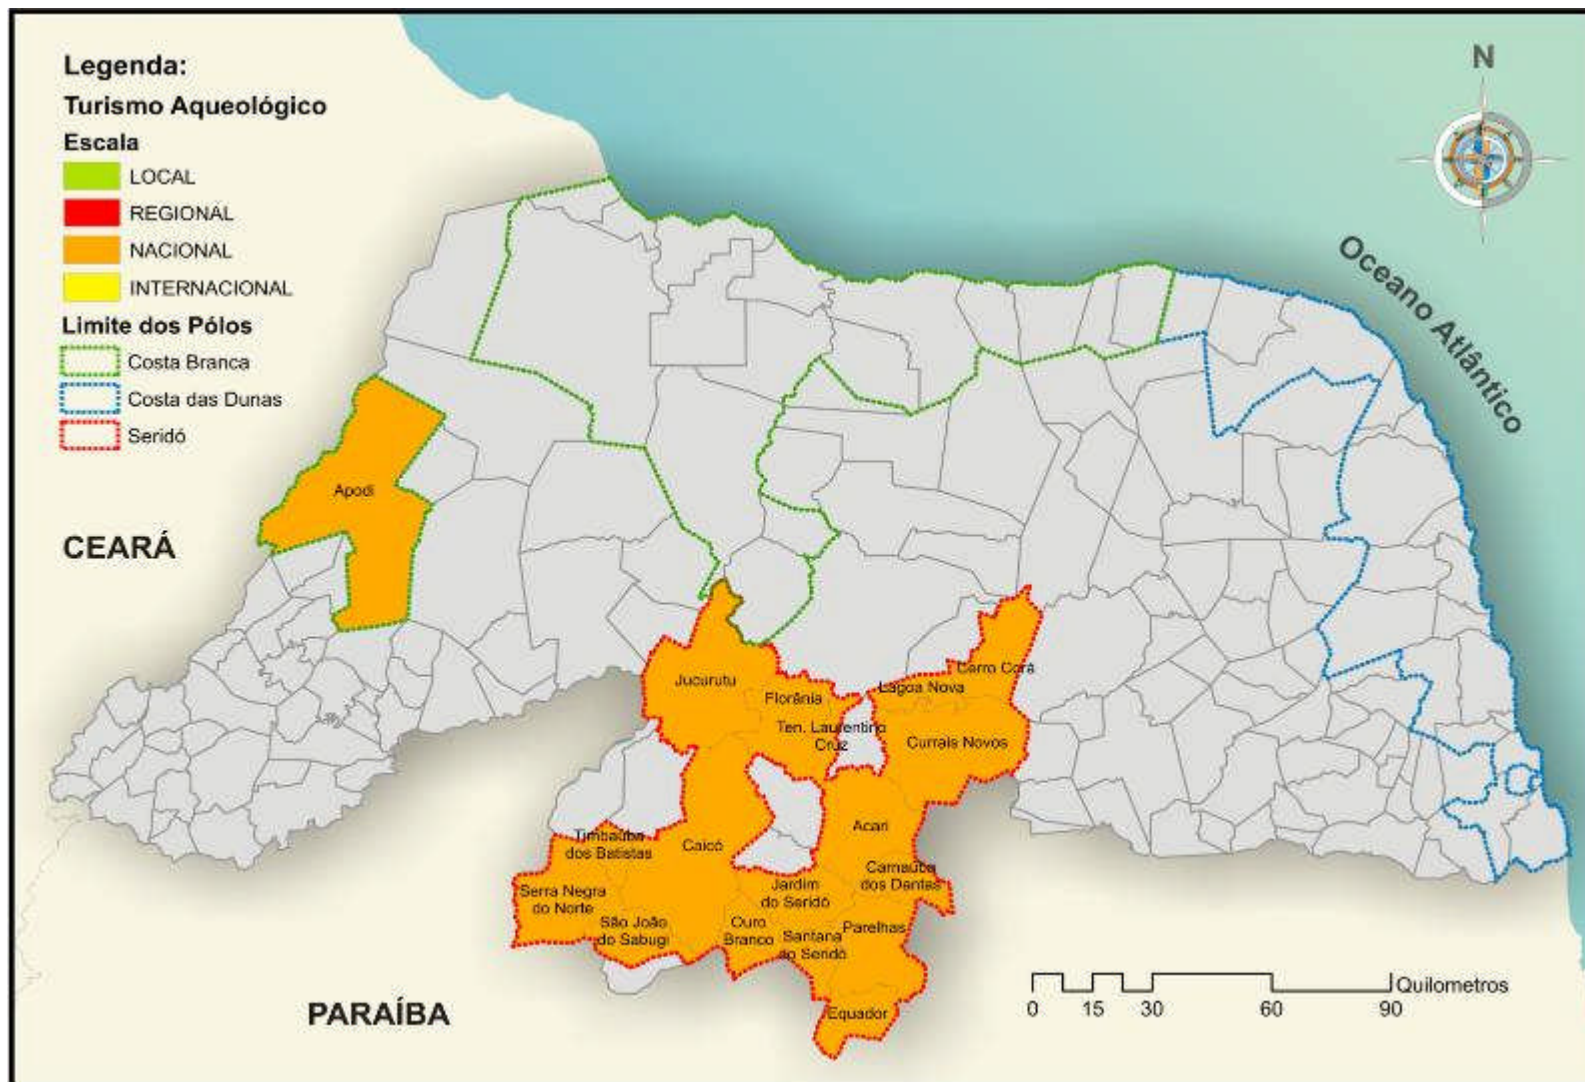 Legenda:
Turismo Aqueológico
Escala
LOCAL
REGIONAL
NACIONAL
INTERNACIONAL
Limite dos Pólos
Costa Branca
Costa das Dunas
Seridó
N
Oceano Atlântico
CEARÁ
PARAÍBA
Apodi
Jucurutu
Florânia
Ten. Laurentino
Cruz
Cerro Corá
Lagoa Nova
Currais Novos
Acari
Timbaúba
dos Batistas
Caicó
Carnaúba
dos Dantas
Serra Negra
do Norte
Jardim
do Seridó
São João
do Sabugi
Ouro
Branco
Santana
do Seridó
Parelhas
Equador
Quilometros
0 15 30 60 90